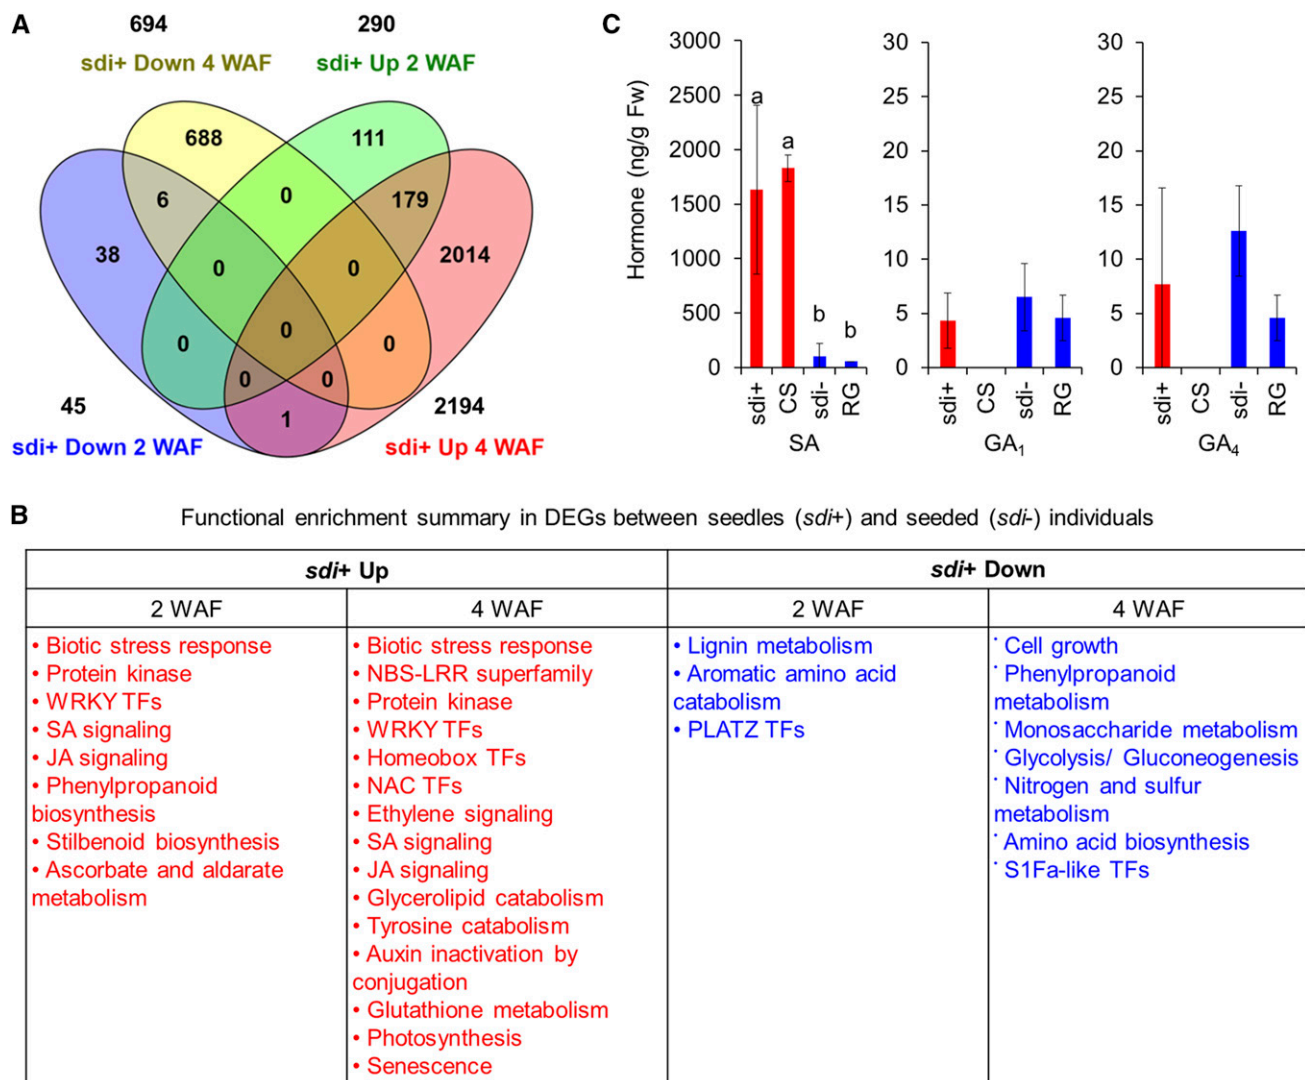 A
694
290
sdi+ Down 4 WAF
sdi+ Up 2 WAF
688
111
6
0
179
38
0
0
2014
0
0
0
0
0
1
45
2194
sdi+ Down 2 WAF
sdi+ Up 4 WAF
C
Hormone (ng/g Fw)
3000
2500
2000
1500
1000
500
0
a
a
b
b
sdi+
CS
sdi-
RG
SA
30
25
20
15
10
5
0
sdi+
CS
sdi-
RG
GA₁
30
25
20
15
10
5
0
sdi+
CS
sdi-
RG
GA₄
B
Functional enrichment summary in DEGs between seedles (sdi+) and seeded (sdi-) individuals
sdi+ Up
sdi+ Down
2 WAF
4 WAF
2 WAF
4 WAF
• Biotic stress response
• Protein kinase
• WRKY TFs
• SA signaling
• JA signaling
• Phenylpropanoid
biosynthesis
• Stilbenoid biosynthesis
• Ascorbate and aldarate
metabolism
• Biotic stress response
• NBS-LRR superfamily
• Protein kinase
• WRKY TFs
• Homeobox TFs
• NAC TFs
• Ethylene signaling
• SA signaling
• JA signaling
• Glycerolipid catabolism
• Tyrosine catabolism
• Auxin inactivation by
conjugation
• Glutathione metabolism
• Photosynthesis
• Senescence
• Lignin metabolism
• Aromatic amino acid
catabolism
• PLATZ TFs
• Cell growth
• Phenylpropanoid
metabolism
• Monosaccharide metabolism
• Glycolysis/ Gluconeogenesis
• Nitrogen and sulfur
metabolism
• Amino acid biosynthesis
• S1Fa-like TFs